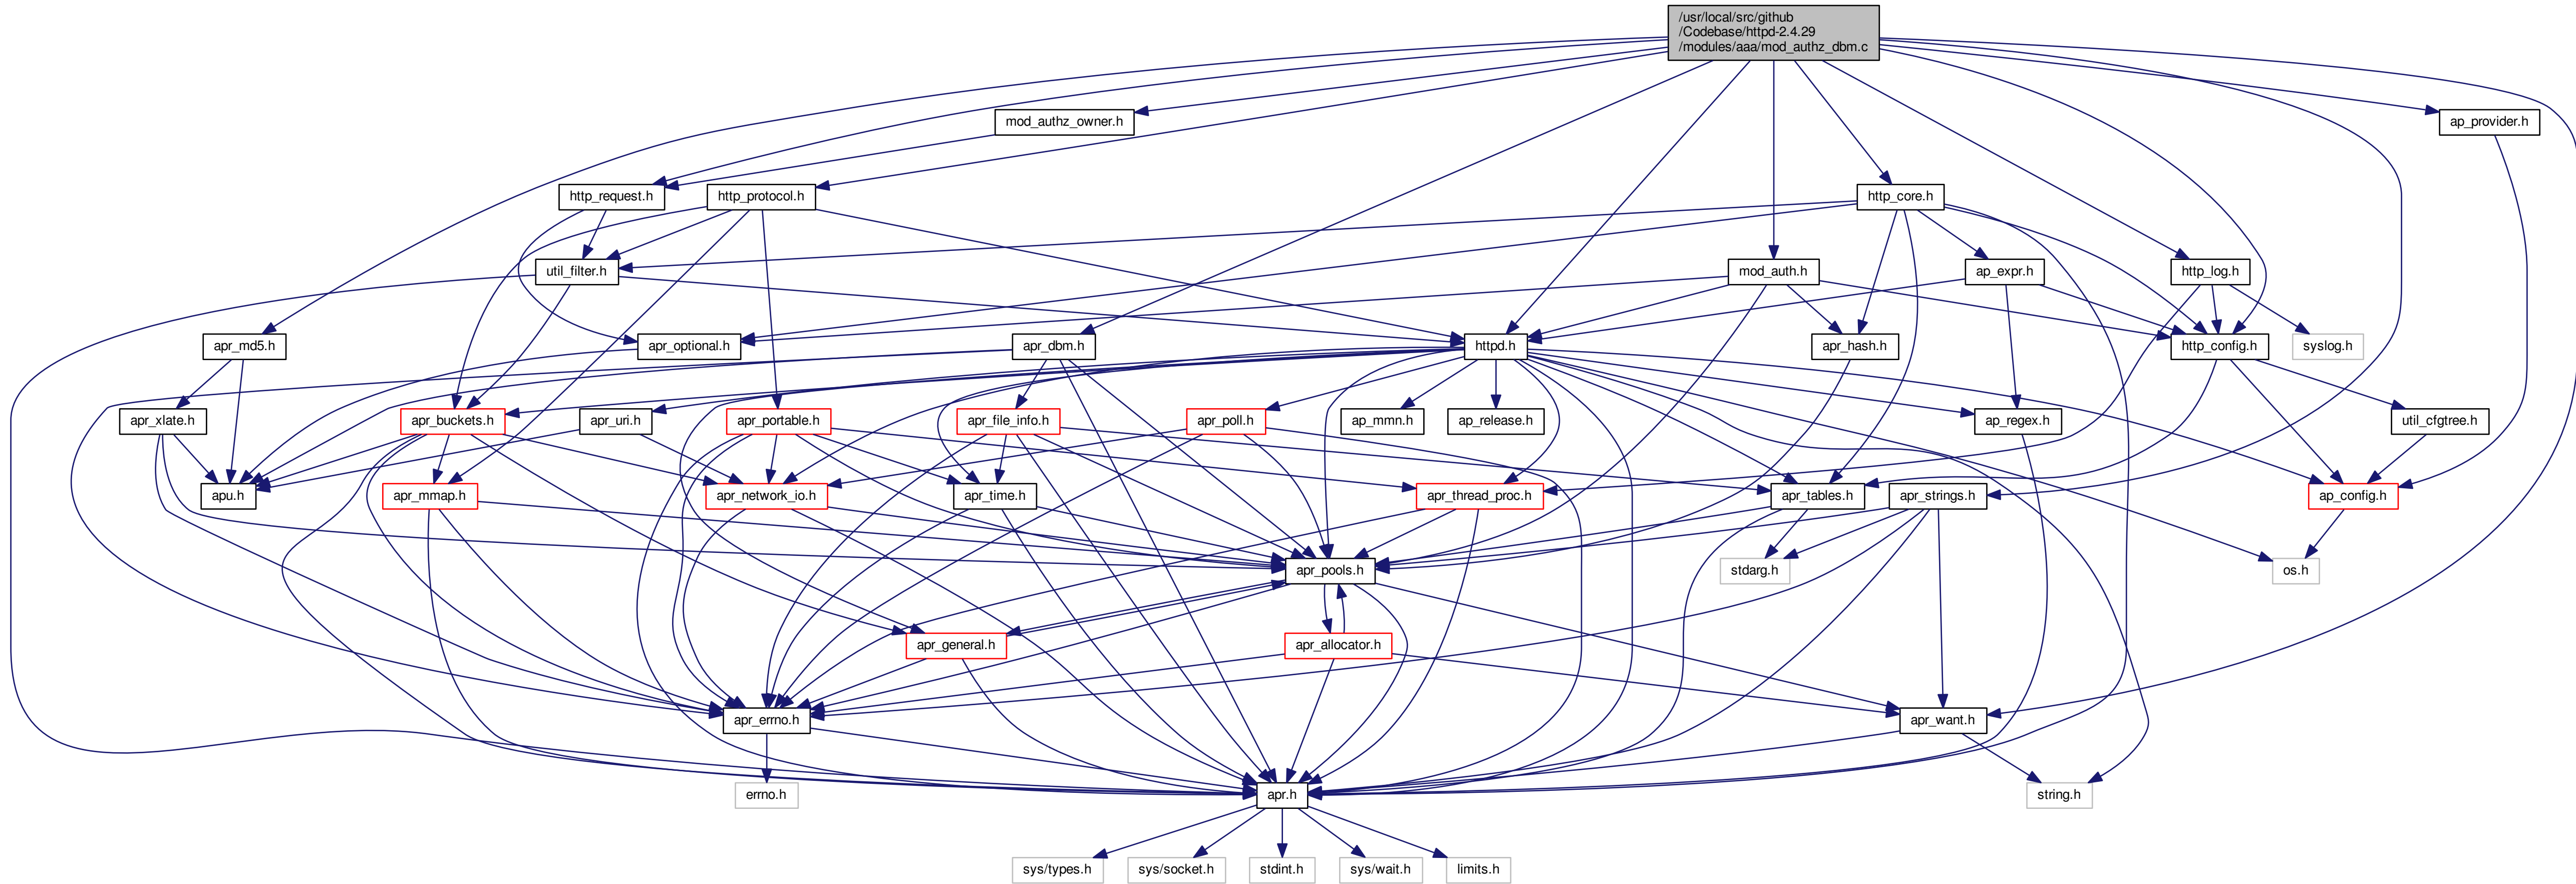 /usr/local/src/github
/Codebase/httpd-2.4.29
/modules/aaa/mod_authz_dbm.c
mod_authz_owner.h
ap_provider.h
http_request.h
http_protocol.h
http_core.h
util_filter.h
mod_auth.h
ap_expr.h
http_log.h
apr_md5.h
apr_optional.h
apr_dbm.h
httpd.h
apr_hash.h
http_config.h
syslog.h
apr_xlate.h
apr_buckets.h
apr_uri.h
apr_portable.h
apr_file_info.h
apr_poll.h
ap_mmn.h
ap_release.h
ap_regex.h
util_cfgtree.h
apu.h
apr_mmap.h
apr_network_io.h
apr_time.h
apr_thread_proc.h
apr_tables.h
apr_strings.h
ap_config.h
apr_pools.h
stdarg.h
os.h
apr_general.h
apr_allocator.h
apr_errno.h
apr_want.h
errno.h
apr.h
string.h
sys/types.h
sys/socket.h
stdint.h
sys/wait.h
limits.h